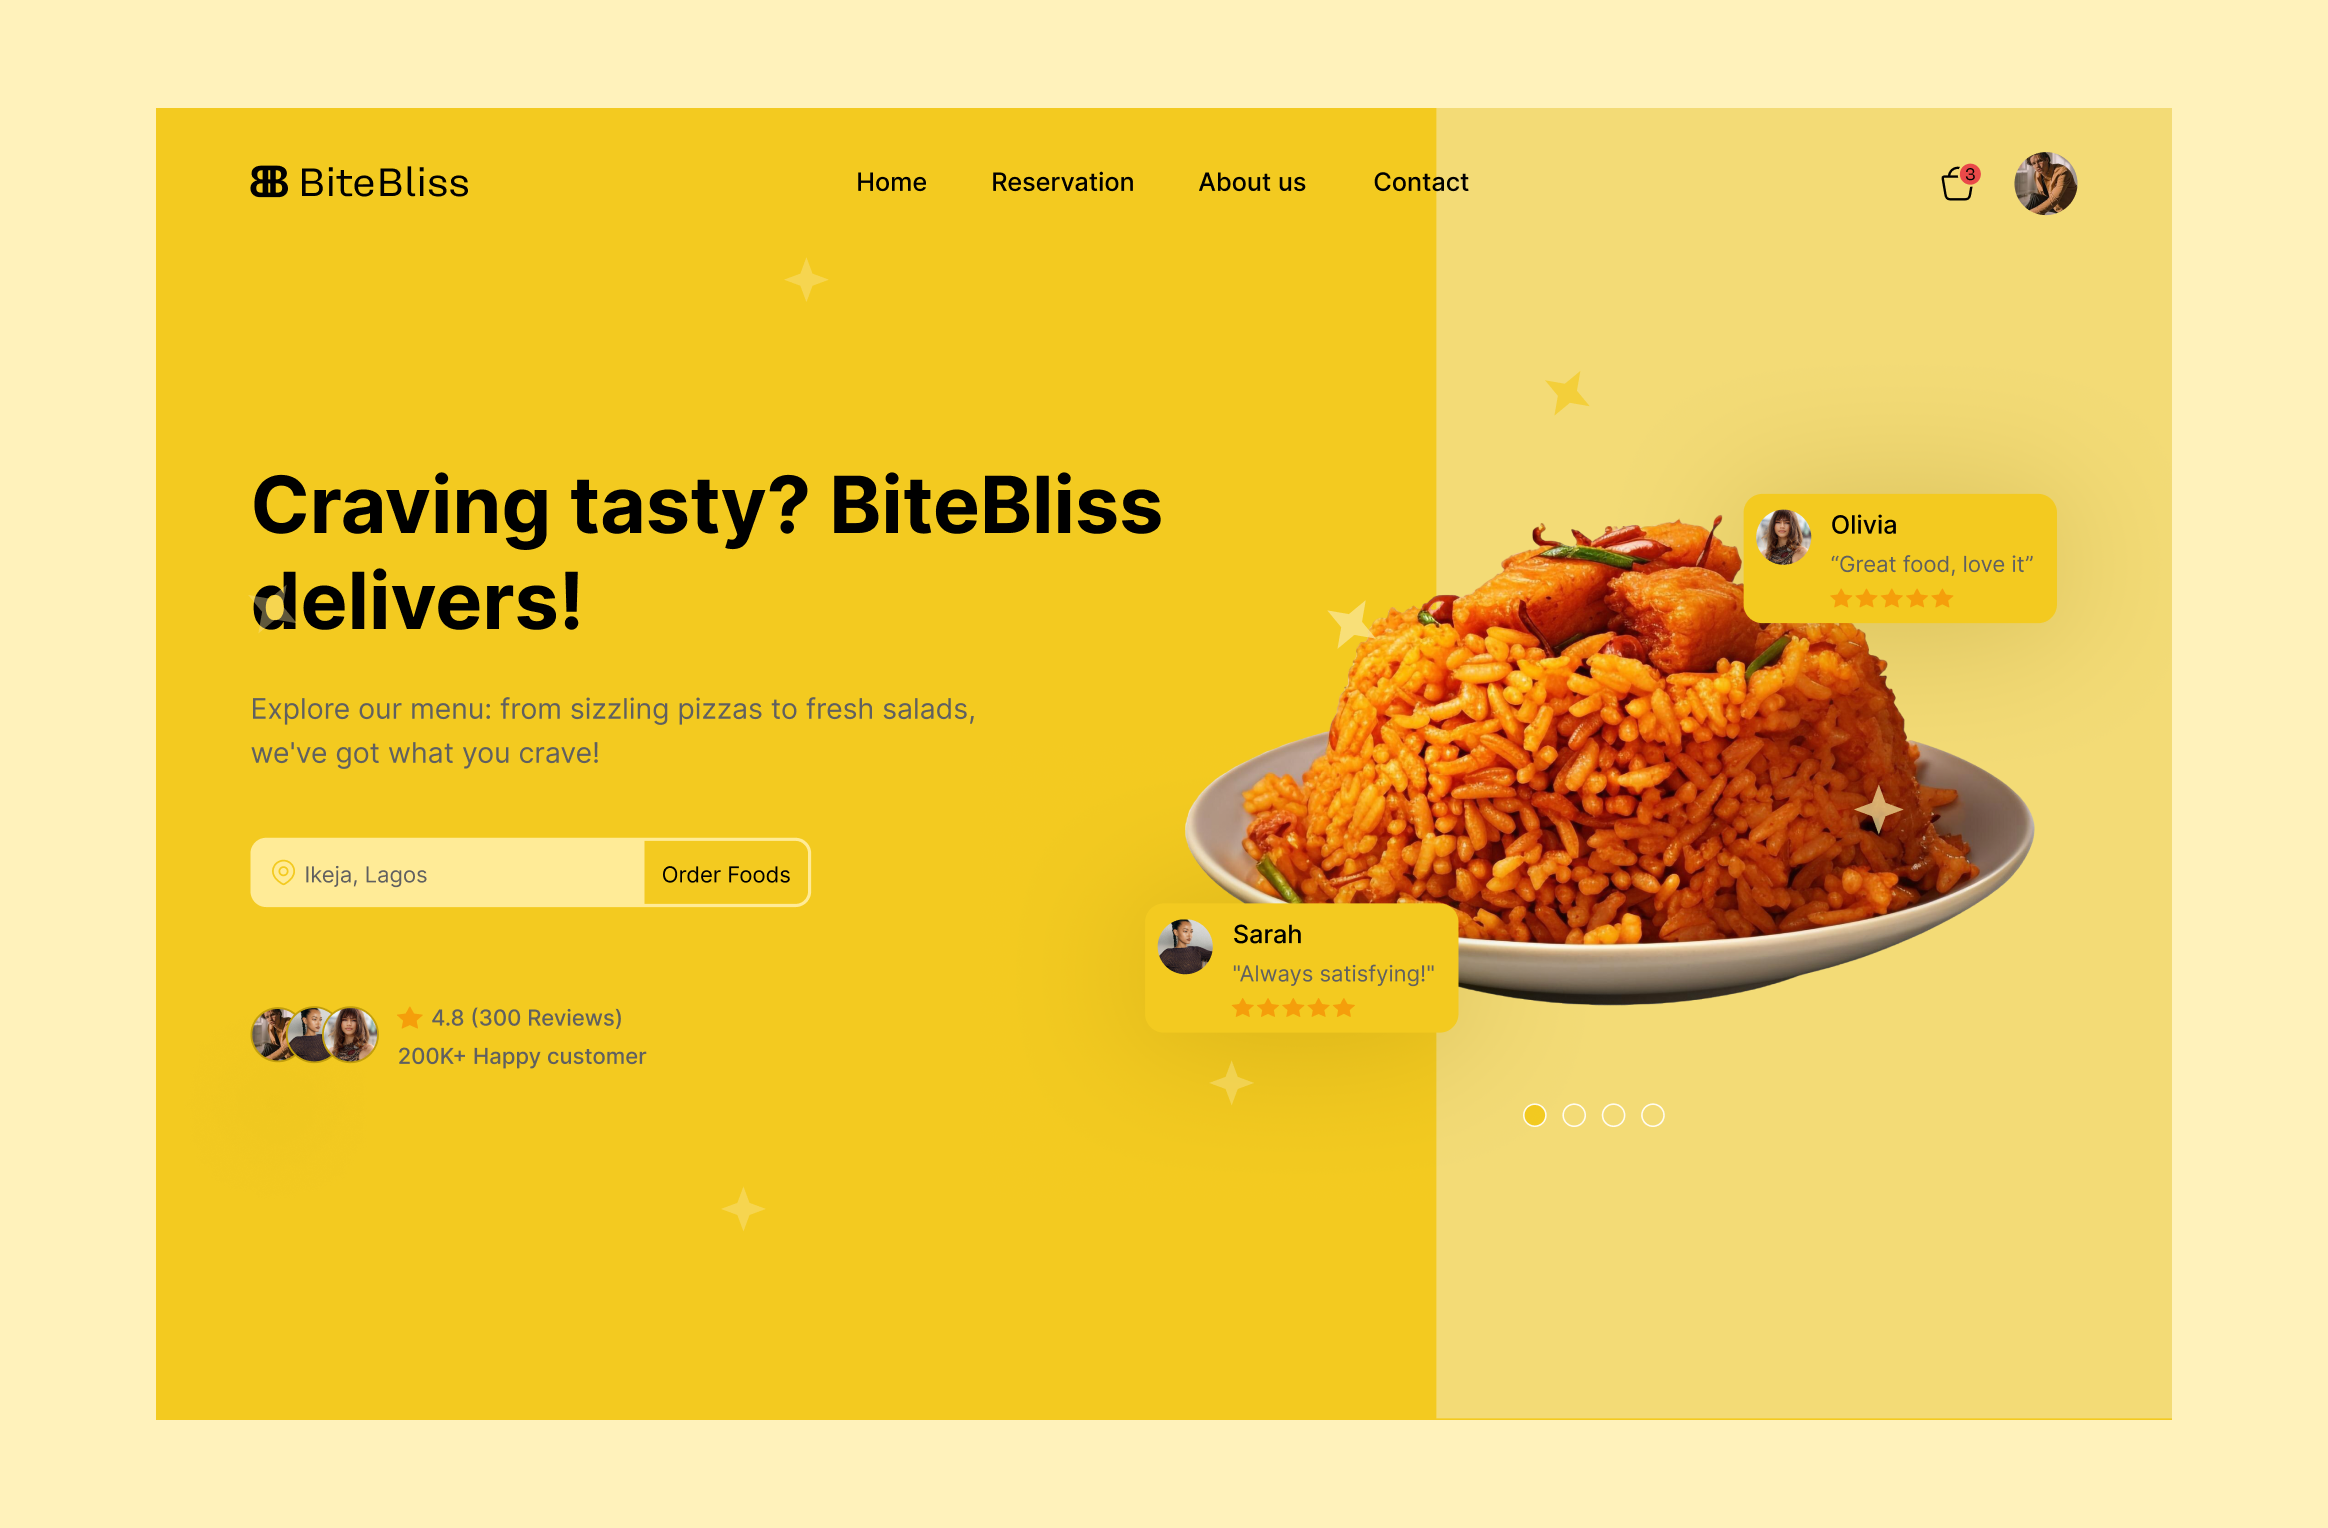 BiteBliss
Home
Reservation
About us
Contact
3
Craving tasty? BiteBliss
delivers!
Explore our menu: from sizzling pizzas to fresh salads,
we've got what you crave!
Ikeja, Lagos
Order Foods
4.8 (300 Reviews)
200K+ Happy customer
Olivia
“Great food, love it”
Sarah
"Always satisfying!"